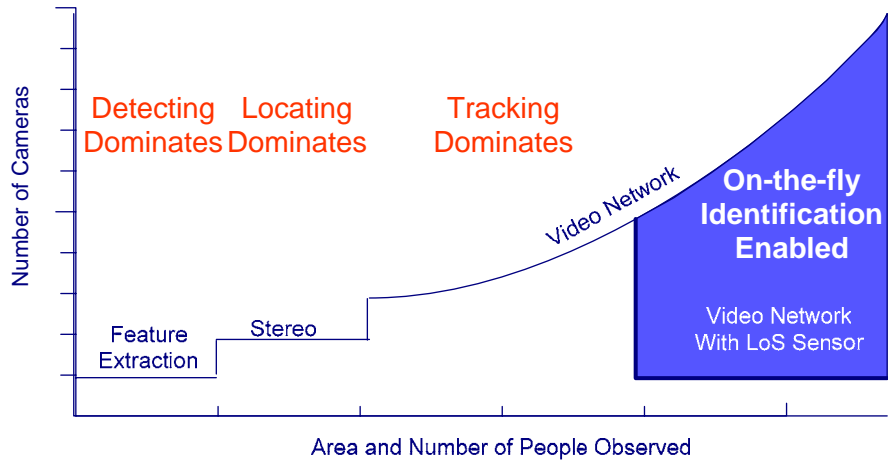 Number of Cameras
Detecting
Dominates
Locating
Dominates
Tracking
Dominates
Feature
Extraction
Stereo
Video Network
On-the-fly
Identification
Enabled
Video Network
With LoS Sensor
Area and Number of People Observed